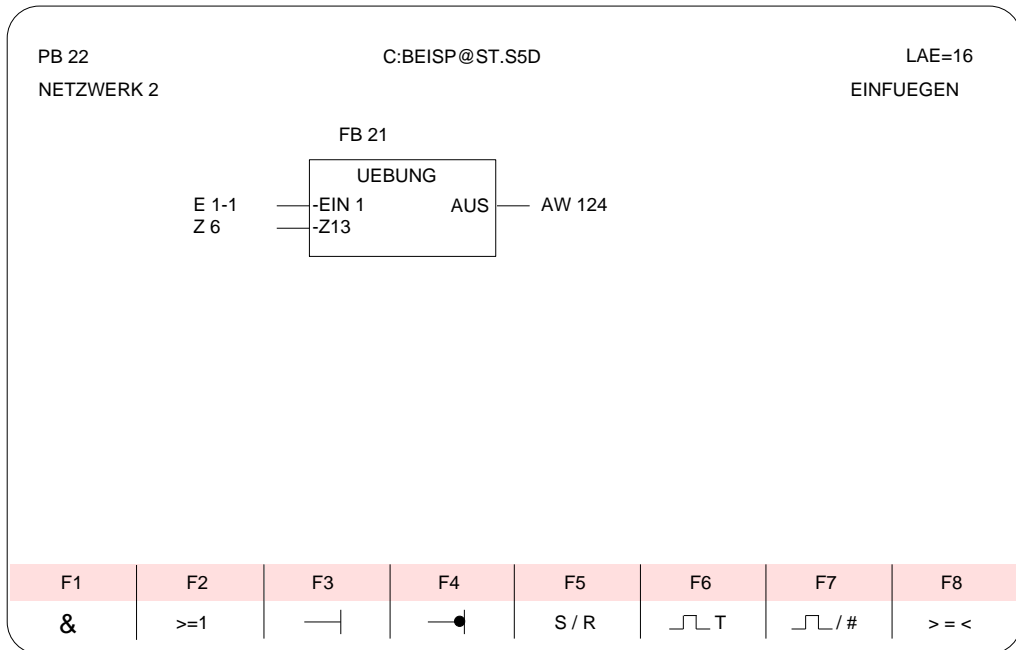 PB 22 C:BEISP@ST.S5D LAE=16
NETZWERK 2 EINFUEGEN
FB 21
UEBUNG
E 1-1 -EIN 1 AUS AW 124
Z 6 -Z13
F1 F2 F3 F4 F5 F6 F7 F8
& >=1 S / R T / # > = <